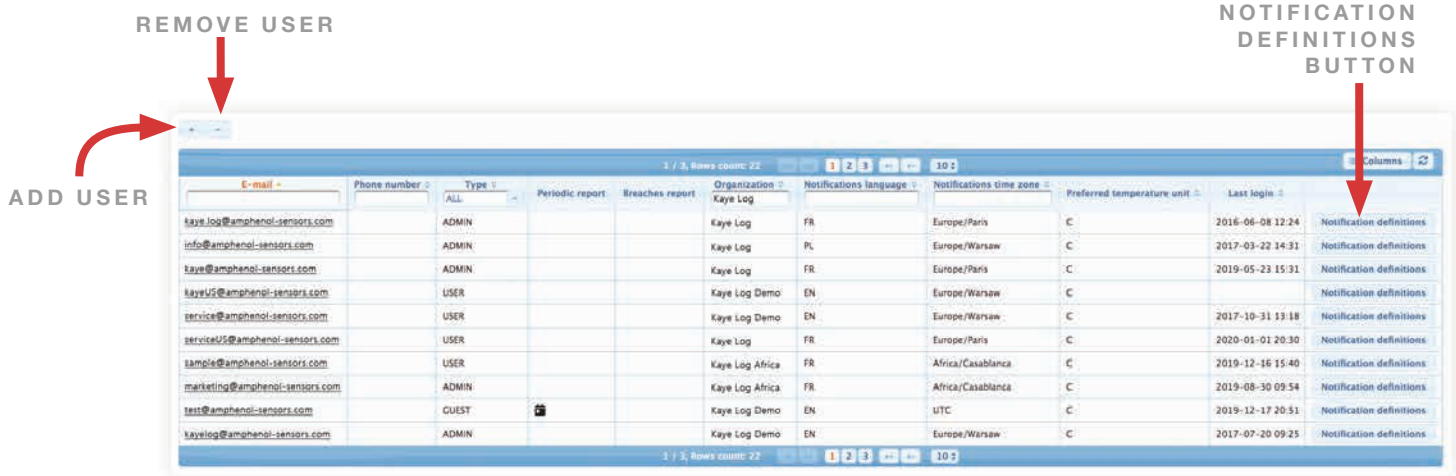 REMOVE USER
NOTIFICATION
DEFINITIONS
BUTTON
ADD USER
+ -
1 / 3, Rows count: 22 1 2 3 10 Columns
E-mail Phone number Type Periodic report Breaches report Organization Notifications language Notifications time zone Preferred temperature unit Last login
ALL Kaye Log
kaye.log@amphenol-sensors.com ADMIN Kaye Log FR Europe/Paris C 2016-06-08 12:24 Notification definitions
info@amphenol-sensors.com ADMIN Kaye Log PL Europe/Warsaw C 2017-03-22 14:31 Notification definitions
kaye@amphenol-sensors.com ADMIN Kaye Log FR Europe/Paris C 2019-05-23 15:31 Notification definitions
kayeUS@amphenol-sensors.com USER Kaye Log Demo EN Europe/Warsaw C Notification definitions
service@amphenol-sensors.com USER Kaye Log Demo EN Europe/Warsaw C 2017-10-31 13:18 Notification definitions
serviceUS@amphenol-sensors.com USER Kaye Log FR Europe/Paris C 2020-01-01 20:30 Notification definitions
sample@amphenol-sensors.com USER Kaye Log Africa FR Africa/Casablanca C 2019-12-16 15:40 Notification definitions
marketing@amphenol-sensors.com ADMIN Kaye Log Africa FR Africa/Casablanca C 2019-08-30 09:54 Notification definitions
test@amphenol-sensors.com GUEST Kaye Log Demo EN UTC C 2019-12-17 20:51 Notification definitions
kayelog@amphenol-sensors.com ADMIN Kaye Log Demo EN Europe/Warsaw C 2017-07-20 09:25 Notification definitions
1 / 3, Rows count: 22 1 2 3 10